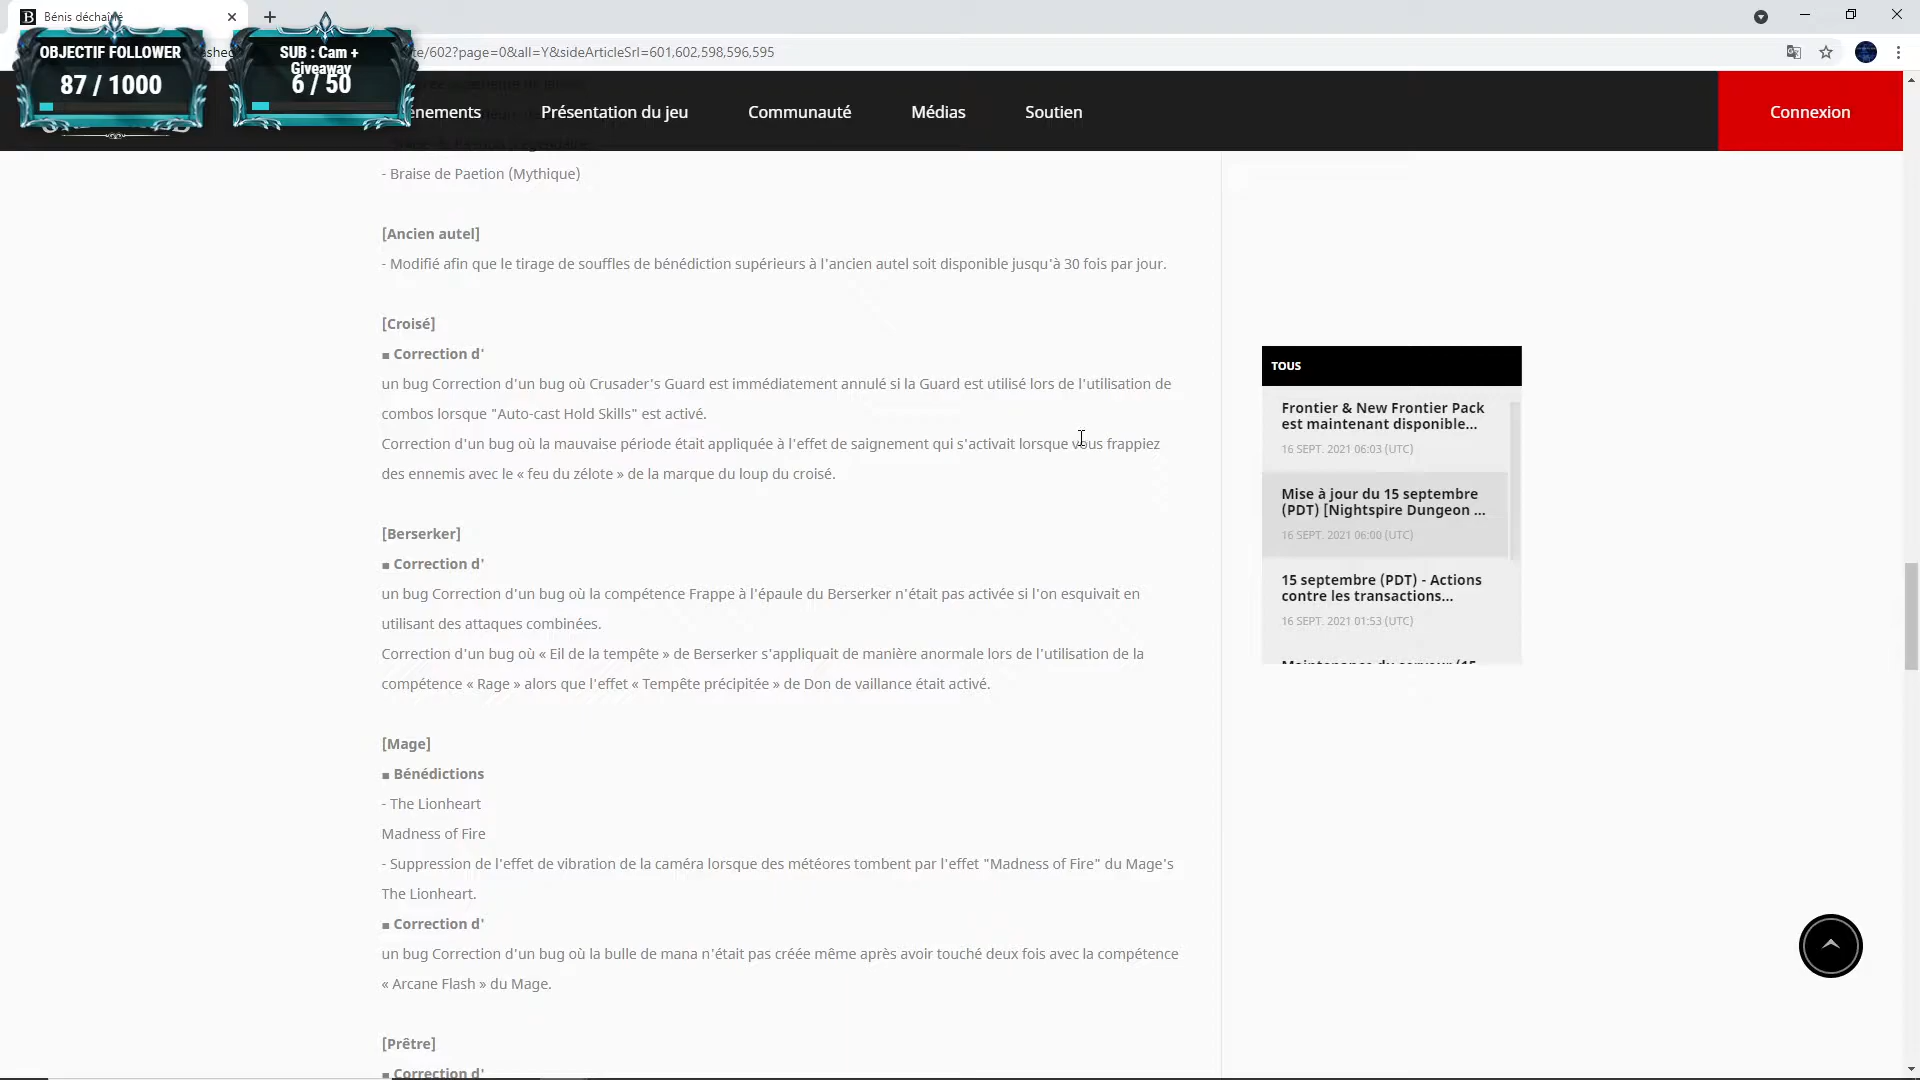 Bénis déchaîné
OBJECTIF FOLLOWER
87 / 1000
SUB : Cam +
Giveaway
6 / 50
te/602?page=0&all=Y&sideArticleSrl=601,602,598,596,595
énements
Présentation du jeu
Communauté
Médias
Soutien
Connexion
- Braise de Paetion (Mythique)
[Ancien autel]
- Modifié afin que le tirage de souffles de bénédiction supérieurs à l'ancien autel soit disponible jusqu'à 30 fois par jour.
[Croisé]
■ Correction d'
un bug Correction d'un bug où Crusader's Guard est immédiatement annulé si la Guard est utilisé lors de l'utilisation de
combos lorsque "Auto-cast Hold Skills" est activé.
Correction d'un bug où la mauvaise période était appliquée à l'effet de saignement qui s'activait lorsque vous frappiez
des ennemis avec le « feu du zélote » de la marque du loup du croisé.
[Berserker]
■ Correction d'
un bug Correction d'un bug où la compétence Frappe à l'épaule du Berserker n'était pas activée si l'on esquivait en
utilisant des attaques combinées.
Correction d'un bug où « Eil de la tempête » de Berserker s'appliquait de manière anormale lors de l'utilisation de la
compétence « Rage » alors que l'effet « Tempête précipitée » de Don de vaillance était activé.
[Mage]
■ Bénédictions
- The Lionheart
Madness of Fire
- Suppression de l'effet de vibration de la caméra lorsque des météores tombent par l'effet "Madness of Fire" du Mage's
The Lionheart.
■ Correction d'
un bug Correction d'un bug où la bulle de mana n'était pas créée même après avoir touché deux fois avec la compétence
« Arcane Flash » du Mage.
[Prêtre]
■ Correction d'
TOUS
Frontier & New Frontier Pack
est maintenant disponible...
16 SEPT. 2021 06:03 (UTC)
Mise à jour du 15 septembre
(PDT) [Nightspire Dungeon ...
16 SEPT. 2021 06:00 (UTC)
15 septembre (PDT) - Actions
contre les transactions...
16 SEPT. 2021 01:53 (UTC)
Maintenance du serveur (15